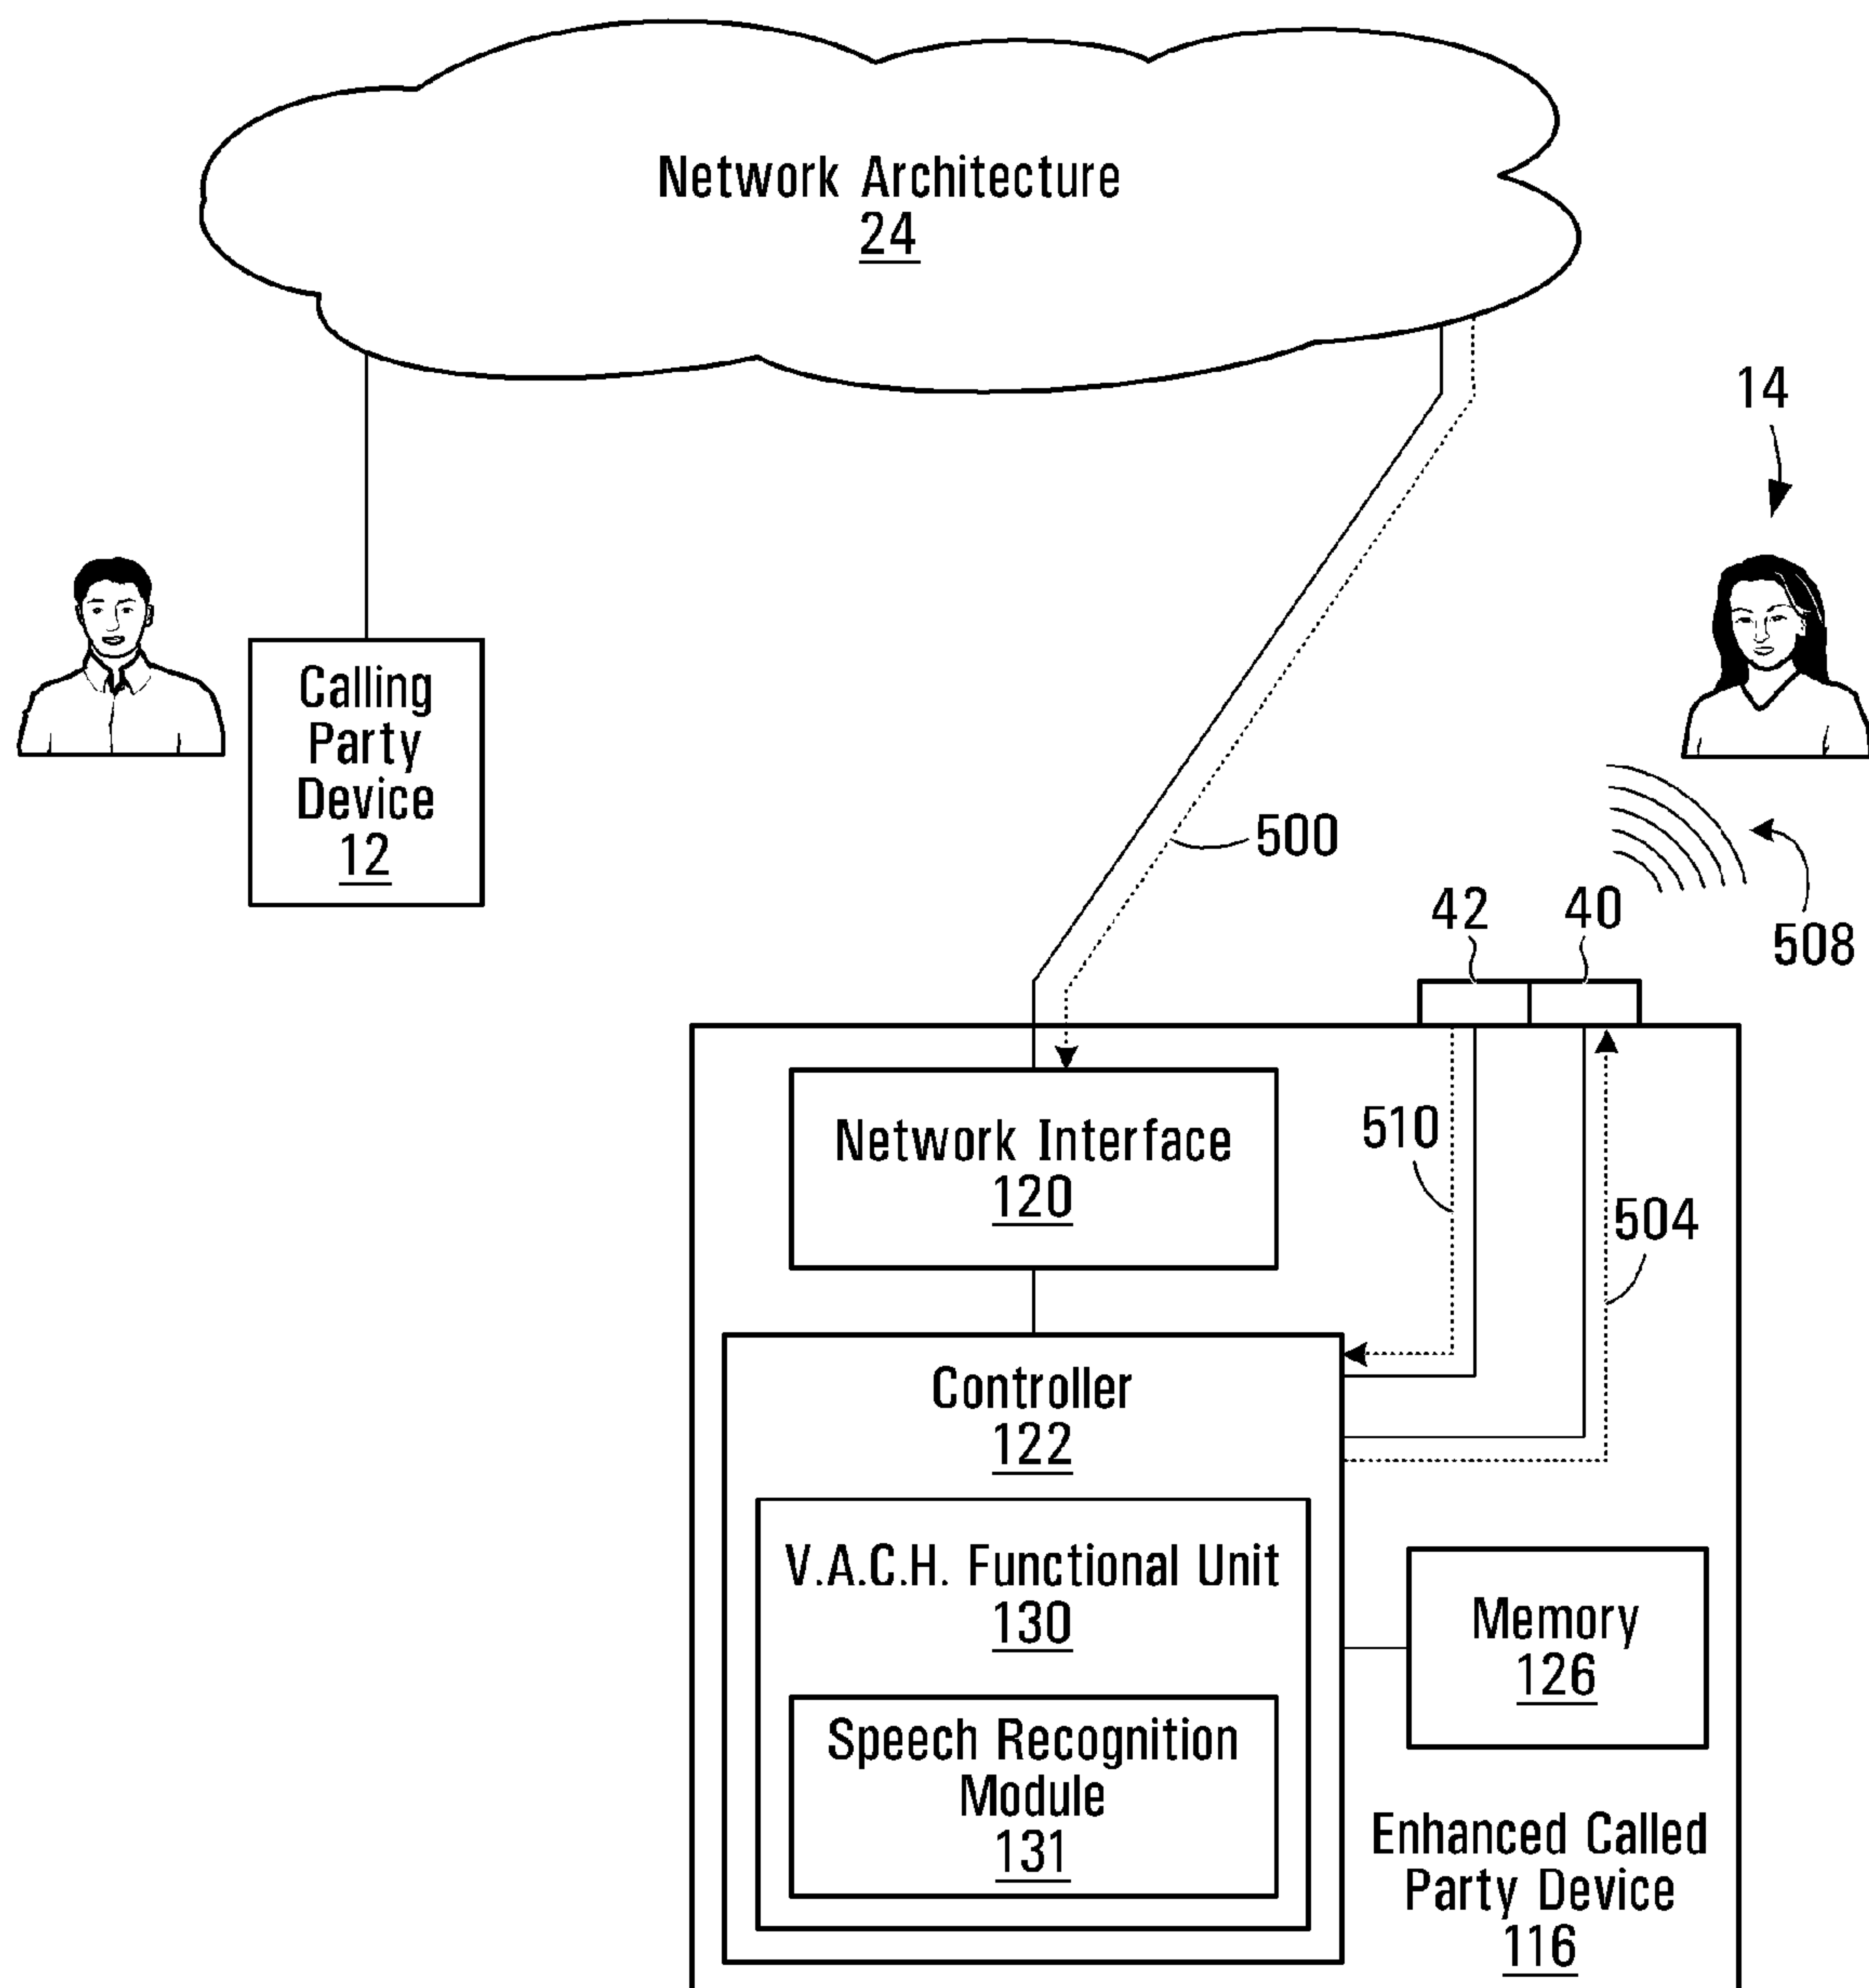 Network Architecture
24
14
Calling
Party
Device
12
500
42
40
508
Network Interface
120
510
504
Controller
122
V.A.C.H. Functional Unit
130
Memory
126
Speech Recognition
Module
131
Enhanced Called
Party Device
116